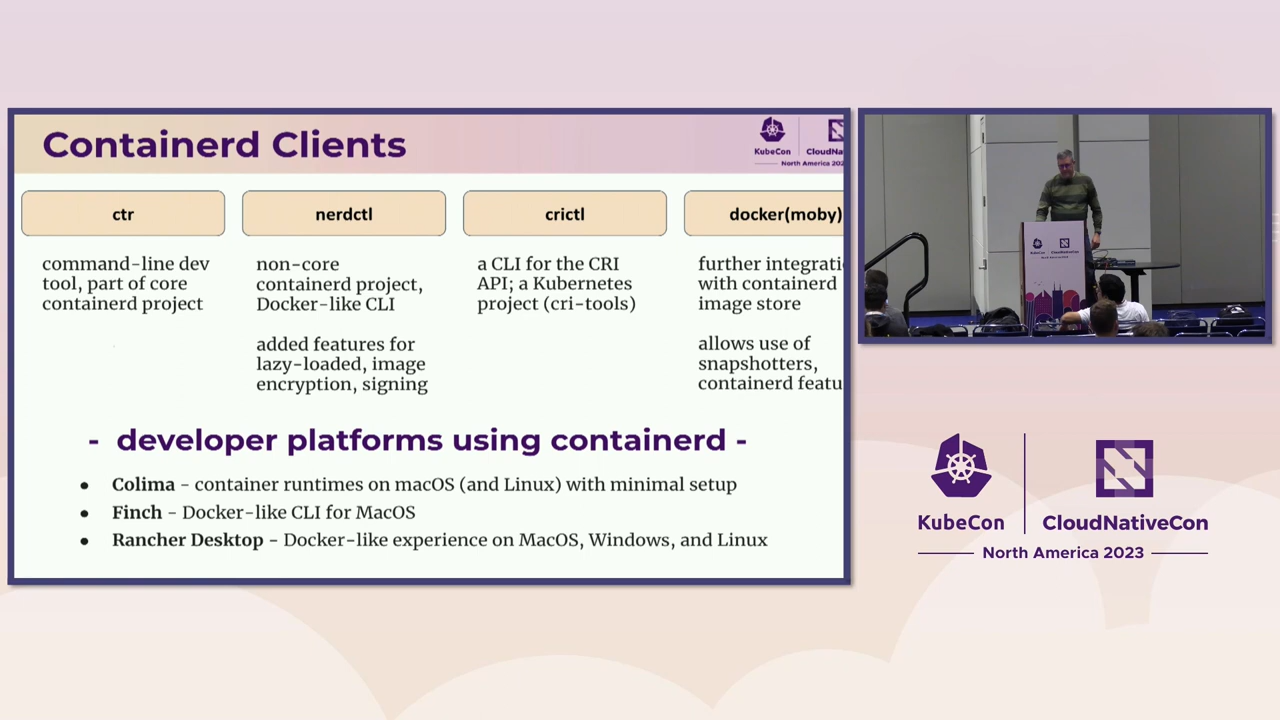 Containerd Clients
KubeCon
CloudNa
North America 202
ctr
nerdctl
crictl
docker(moby)
command-line dev
tool, part of core
containerd project
non-core
containerd project,
Docker-like CLI
added features for
lazy-loaded, image
encryption, signing
a CLI for the CRI
API; a Kubernetes
project (cri-tools)
further integrati
with containerd
image store
allows use of
snapshotters,
containerd featu
- developer platforms using containerd -
● Colima - container runtimes on macOS (and Linux) with minimal setup
● Finch - Docker-like CLI for MacOS
● Rancher Desktop - Docker-like experience on MacOS, Windows, and Linux
KubeCon
CloudNativeCon
North America 2023